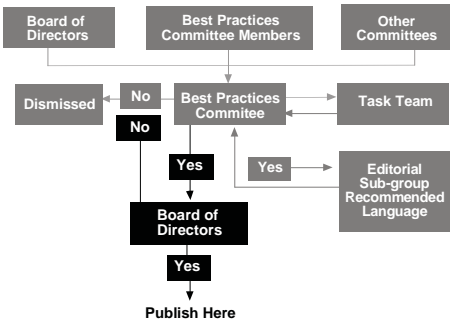 Board of
Directors
Best Practices
Committee Members
Other
Committees
Dismissed
No
Best Practices
Commitee
Task Team
No
Yes
Yes
Editorial
Sub-group
Recommended
Language
Board of
Directors
Yes
Publish Here